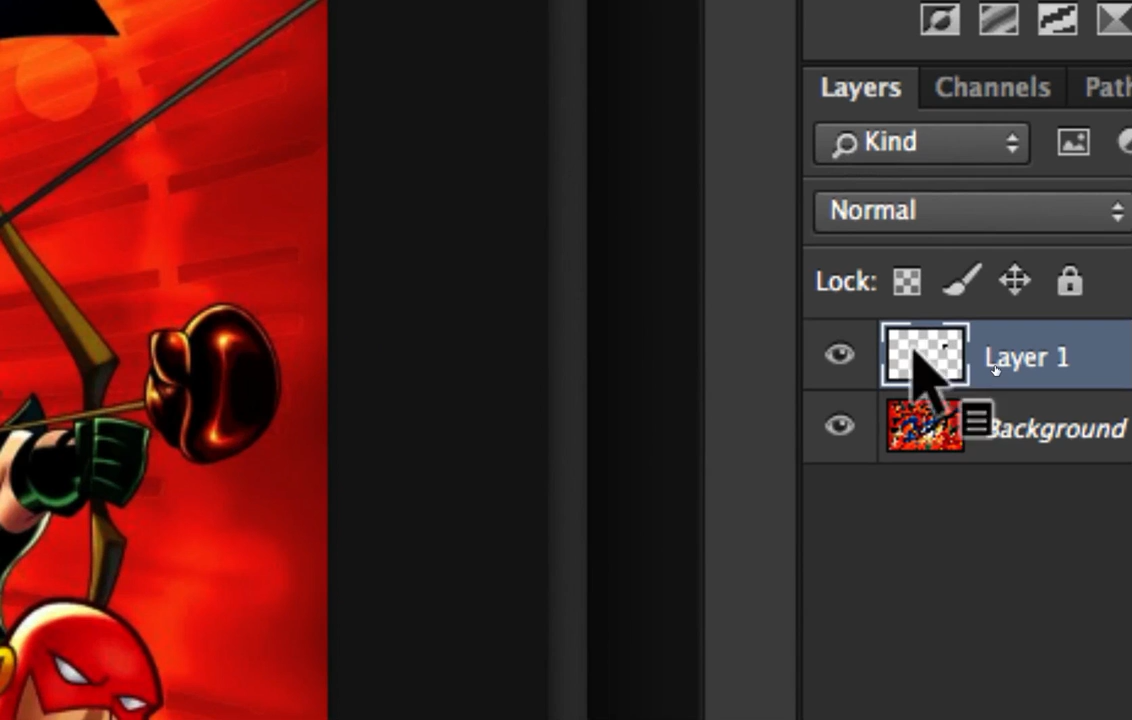 Layers Channels Path
Kind
Normal
Lock:
Layer 1
Background